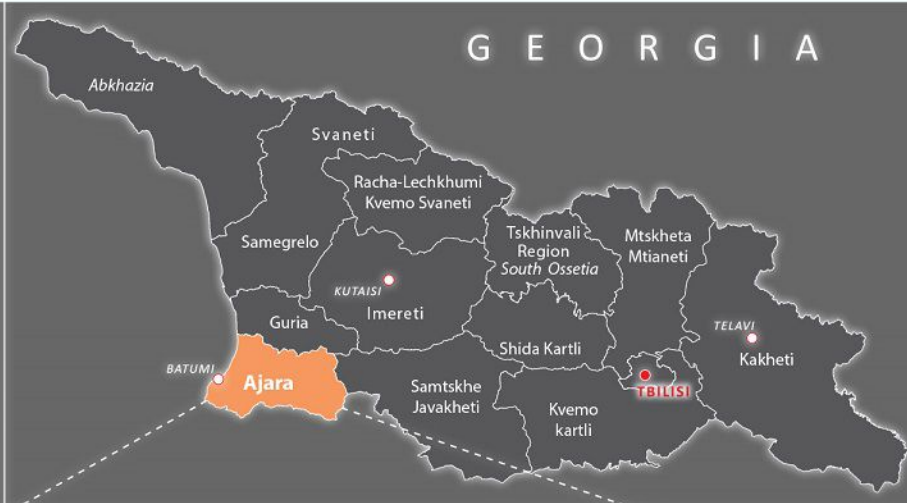 GEORGIA
Abkhazia
Svaneti
Racha-Lechkhumi
Kvemo Svaneti
Samegrelo
Tskhinvali
Region
South Ossetia
Mtskheta
Mtianeti
KUTAISI
Imereti
Guria
TELAVI
Kakheti
Shida Kartli
BATUMI
Ajara
Samtskhe
Javakheti
TBILISI
Kvemo
kartli